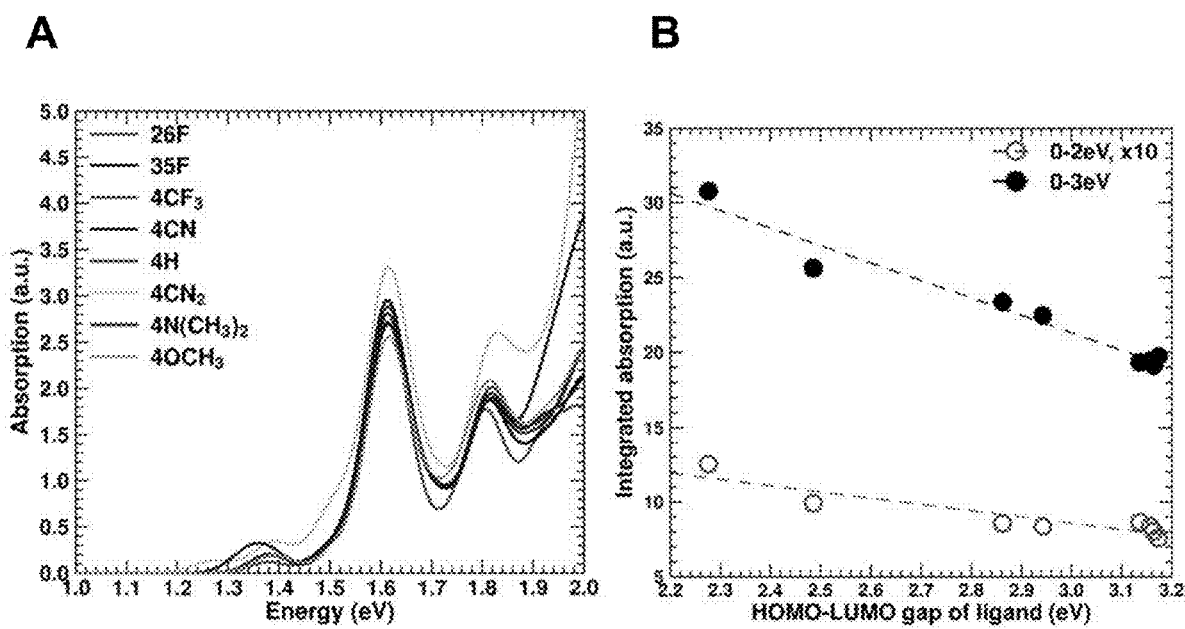 A
B
5.0
4.5
4.0
3.5
3.0
2.5
2.0
1.5
1.0
0.5
0.0
Absorption (a.u.)
26F
35F
4CF₃
4CN
4H
4CN₂
4N(CH₃)₂
4OCH₃
1.0 1.1 1.2 1.3 1.4 1.5 1.6 1.7 1.8 1.9 2.0
Energy (eV)
35
30
25
20
15
10
5
Integrated absorption (a.u.)
0-2eV, x10
0-3eV
2.2 2.3 2.4 2.5 2.6 2.7 2.8 2.9 3.0 3.1 3.2
HOMO-LUMO gap of ligand (eV)